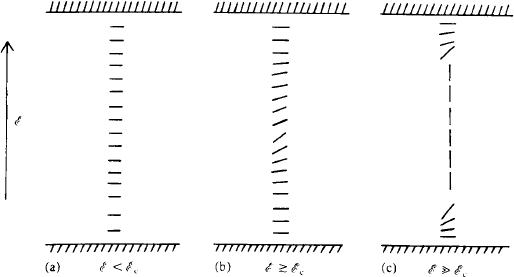 ℰ
(a) ℰ < ℰc (b) ℰ ≥ ℰc (c) ℰ ≫ ℰc